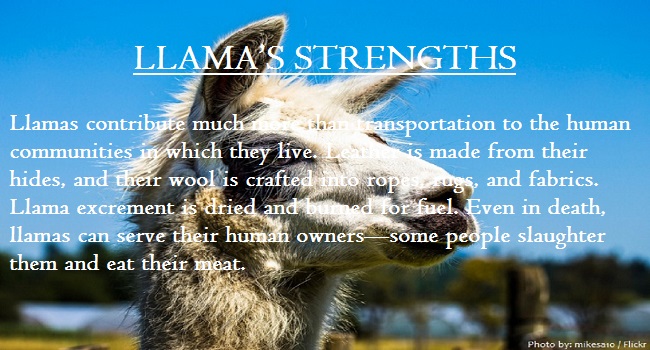 LLAMA'S STRENGTHS
Llamas contribute much more than transportation to the human
communities in which they live. Leather is made from their
hides, and their wool is crafted into ropes, rugs, and fabrics.
Llama excrement is dried and burned for fuel. Even in death,
llamas can serve their human owners—some people slaughter
them and eat their meat.
Photo by: mikesa10 / Flickr